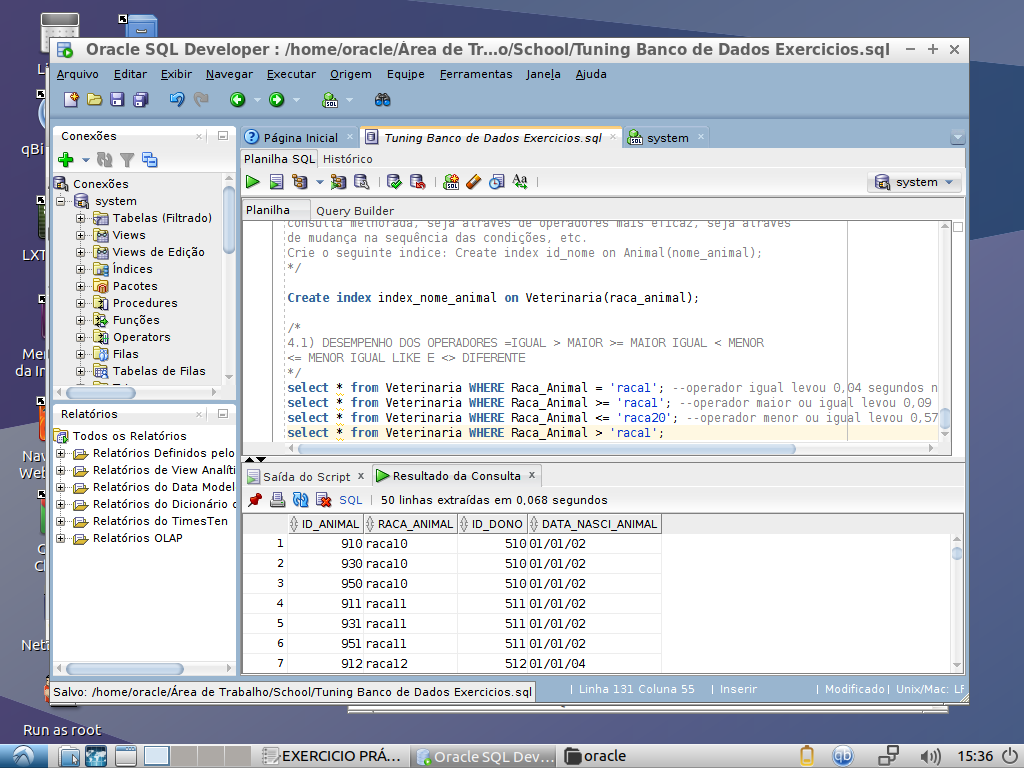 Oracle SQL Developer : /home/oracle/Área de Tr...o/School/Tuning Banco de Dados Exercicios.sql
Arquivo Editar Exibir Navegar Executar Origem Equipe Ferramentas Janela Ajuda
Conexões
Página Inicial
Tuning Banco de Dados Exercicios.sql
system
Planilha SQL Histórico
system
Planilha Query Builder
Conexões
system
Tabelas (Filtrado)
Views
Views de Edição
Índices
Pacotes
Procedures
Funções
Operators
Filas
Tabelas de Filas
consulta melhorada, seja através de operadores mais eficaz, seja através
de mudança na sequência das condições, etc.
Crie o seguinte indice: Create index id_nome on Animal(nome_animal);
*/
Create index index_nome_animal on Veterinaria(raca_animal);
/*
4.1) DESEMPENHO DOS OPERADORES =IGUAL > MAIOR >= MAIOR IGUAL < MENOR
<= MENOR IGUAL LIKE E <> DIFERENTE
*/
select * from Veterinaria WHERE Raca_Animal = 'raca1'; --operador igual levou 0,04 segundos n
select * from Veterinaria WHERE Raca_Animal >= 'raca1'; --operador maior ou igual levou 0,09
select * from Veterinaria WHERE Raca_Animal <= 'raca20'; --operador menor ou igual levou 0,57
select * from Veterinaria WHERE Raca_Animal > 'raca1';
Relatórios
Todos os Relatórios
Relatórios Definidos pelo
Relatórios de View Analíti
Relatórios do Data Model
Relatórios do Dicionário
Relatórios do TimesTen
Relatórios OLAP
Saída do Script x Resultado da Consulta x
SQL | 50 linhas extraídas em 0,068 segundos
ID_ANIMAL RACA_ANIMAL ID_DONO DATA_NASCI_ANIMAL
1 910 raca10 510 01/01/02
2 930 raca10 510 01/01/02
3 950 raca10 510 01/01/02
4 911 raca11 511 01/01/02
5 931 raca11 511 01/01/02
6 951 raca11 511 01/01/02
7 912 raca12 512 01/01/04
Salvo: /home/oracle/Área de Trabalho/School/Tuning Banco de Dados Exercicios.sql
| Linha 131 Coluna 55 | Inserir | Modificado | Unix/Mac: LF
qBi
LXT
Me
da In
Nav
Web
C
Netz
Run as root
EXERCICIO PRÁ...
Oracle SQL Dev...
oracle
qb
15:36